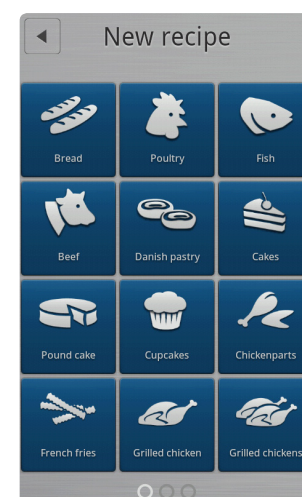 New recipe
Bread Poultry Fish
Beef Danish pastry Cakes
Pound cake Cupcakes Chickenparts
French fries Grilled chicken Grilled chickens